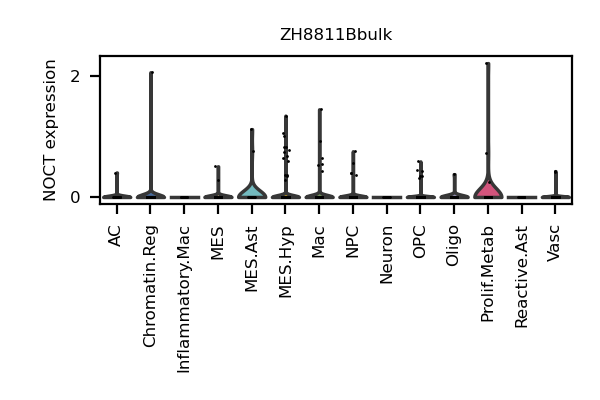 ZH8811Bbulk
NOCT expression
2
0
AC
Chromatin.Reg
Inflammatory.Mac
MES
MES.Ast
MES.Hyp
Mac
NPC
Neuron
OPC
Oligo
Prolif.Metab
Reactive.Ast
Vasc